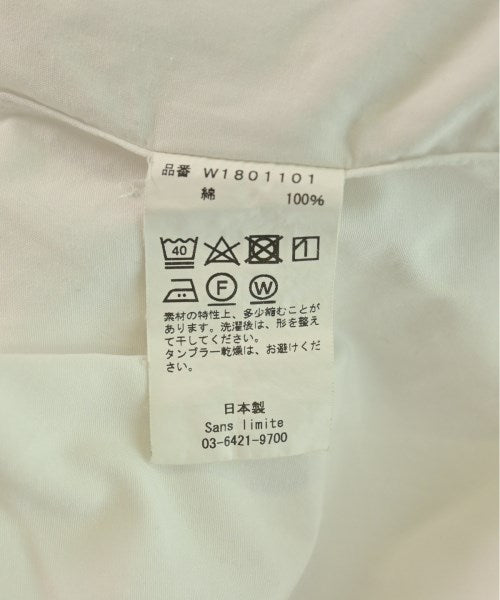 品番 W1801101
綿 100%
40
F W
素材の特性上、多少縮むことが
あります。洗濯後は、形を整え
て干してください。
タンブラー乾燥は、お避けくだ
さい。
日本製
Sans limite
03-6421-9700